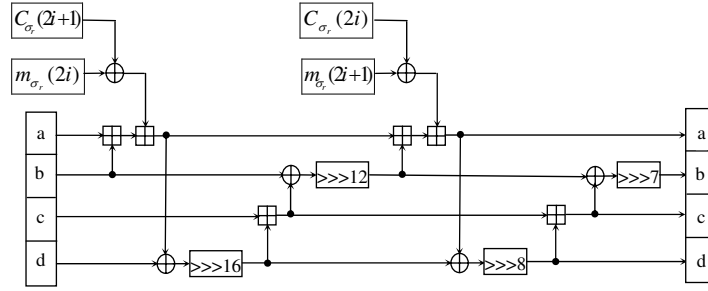 C_{σ_r}(2i+1) C_{σ_r}(2i)
m_{σ_r}(2i) m_{σ_r}(2i+1)
a a
b >>>12 >>>7 b
c c
d >>>16 >>>8 d